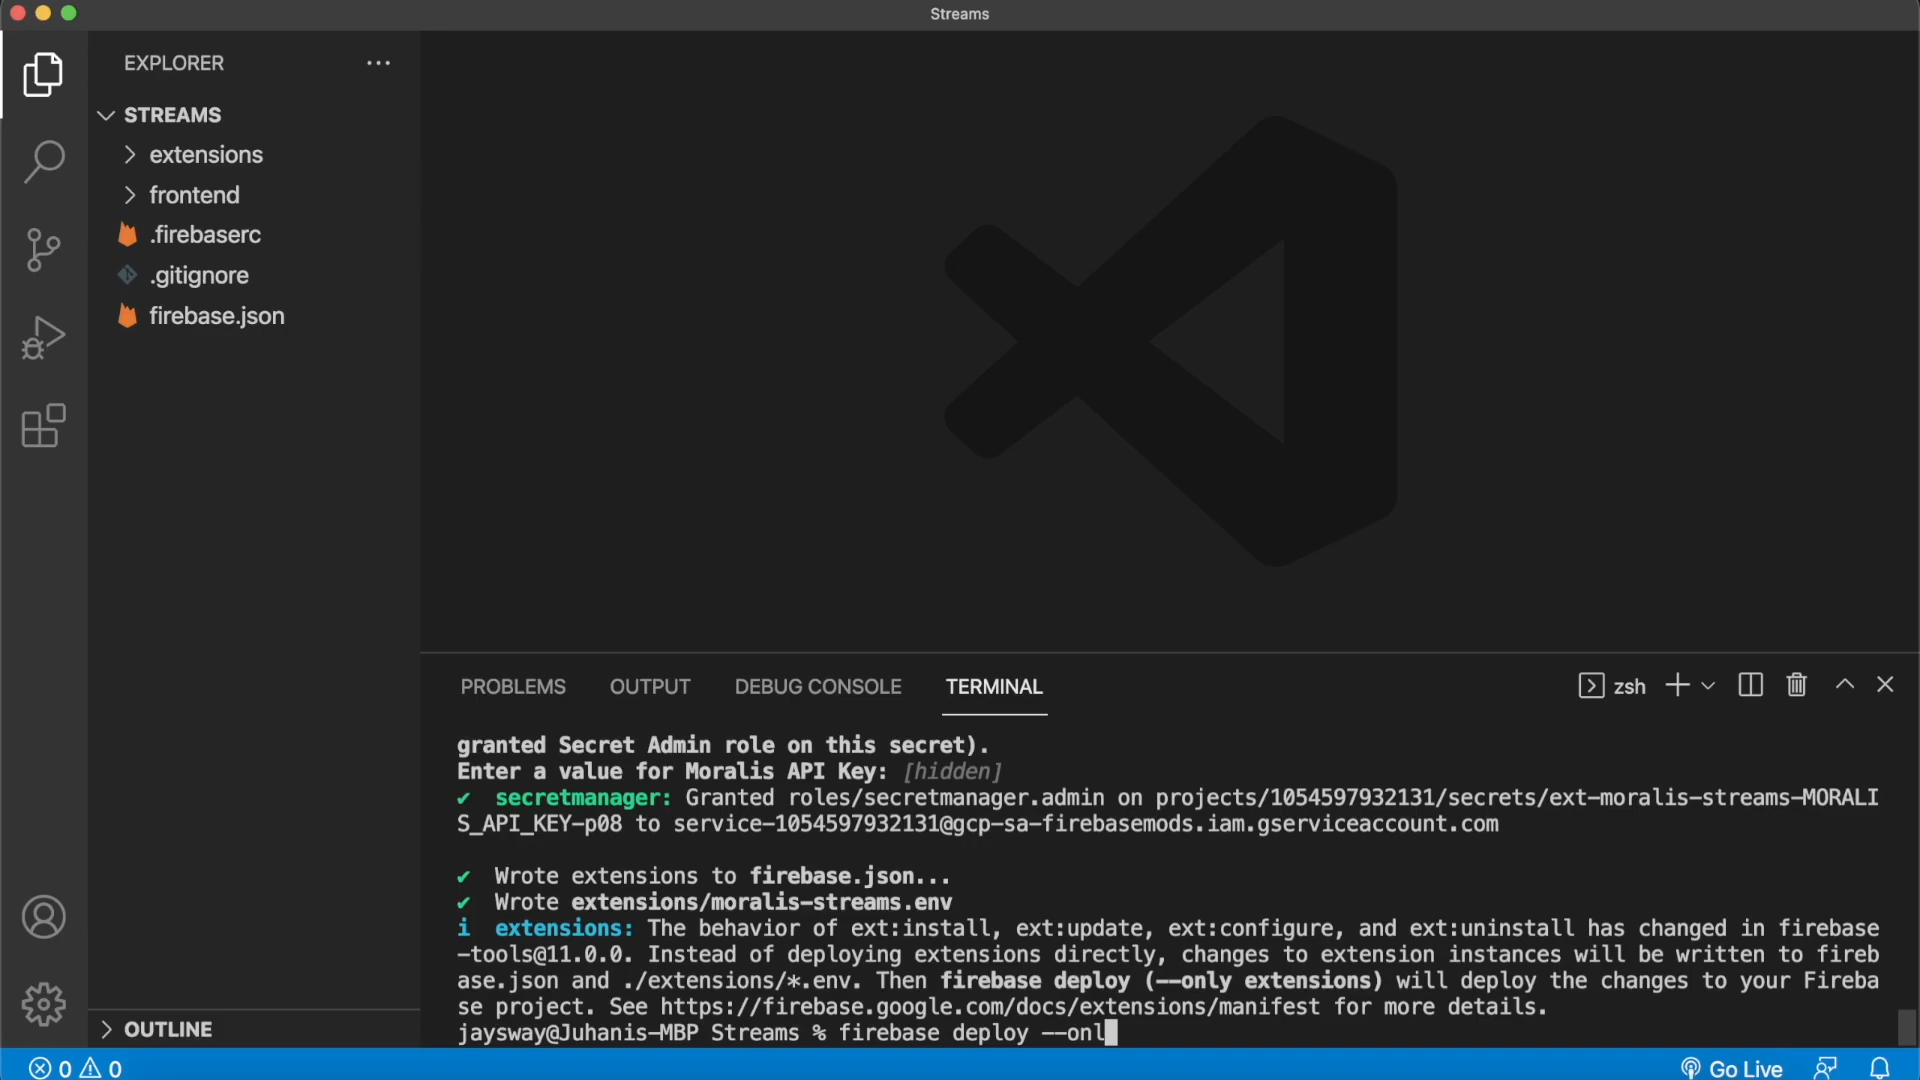 Streams
EXPLORER
STREAMS
extensions
frontend
.firebaserc
.gitignore
firebase.json
OUTLINE
PROBLEMS OUTPUT DEBUG CONSOLE TERMINAL
zsh
granted Secret Admin role on this secret).
Enter a value for Moralis API Key: [hidden]
✔ secretmanager: Granted roles/secretmanager.admin on projects/1054597932131/secrets/ext-moralis-streams-MORALI
S_API_KEY-p08 to service-1054597932131@gcp-sa-firebasemods.iam.gserviceaccount.com
✔ Wrote extensions to firebase.json...
✔ Wrote extensions/moralis-streams.env
i extensions: The behavior of ext:install, ext:update, ext:configure, and ext:uninstall has changed in firebase
-tools@11.0.0. Instead of deploying extensions directly, changes to extension instances will be written to fireb
ase.json and ./extensions/*.env. Then firebase deploy (--only extensions) will deploy the changes to your Fireba
se project. See https://firebase.google.com/docs/extensions/manifest for more details.
jaysway@Juhanis-MBP Streams % firebase deploy --onl
0 0
Go Live